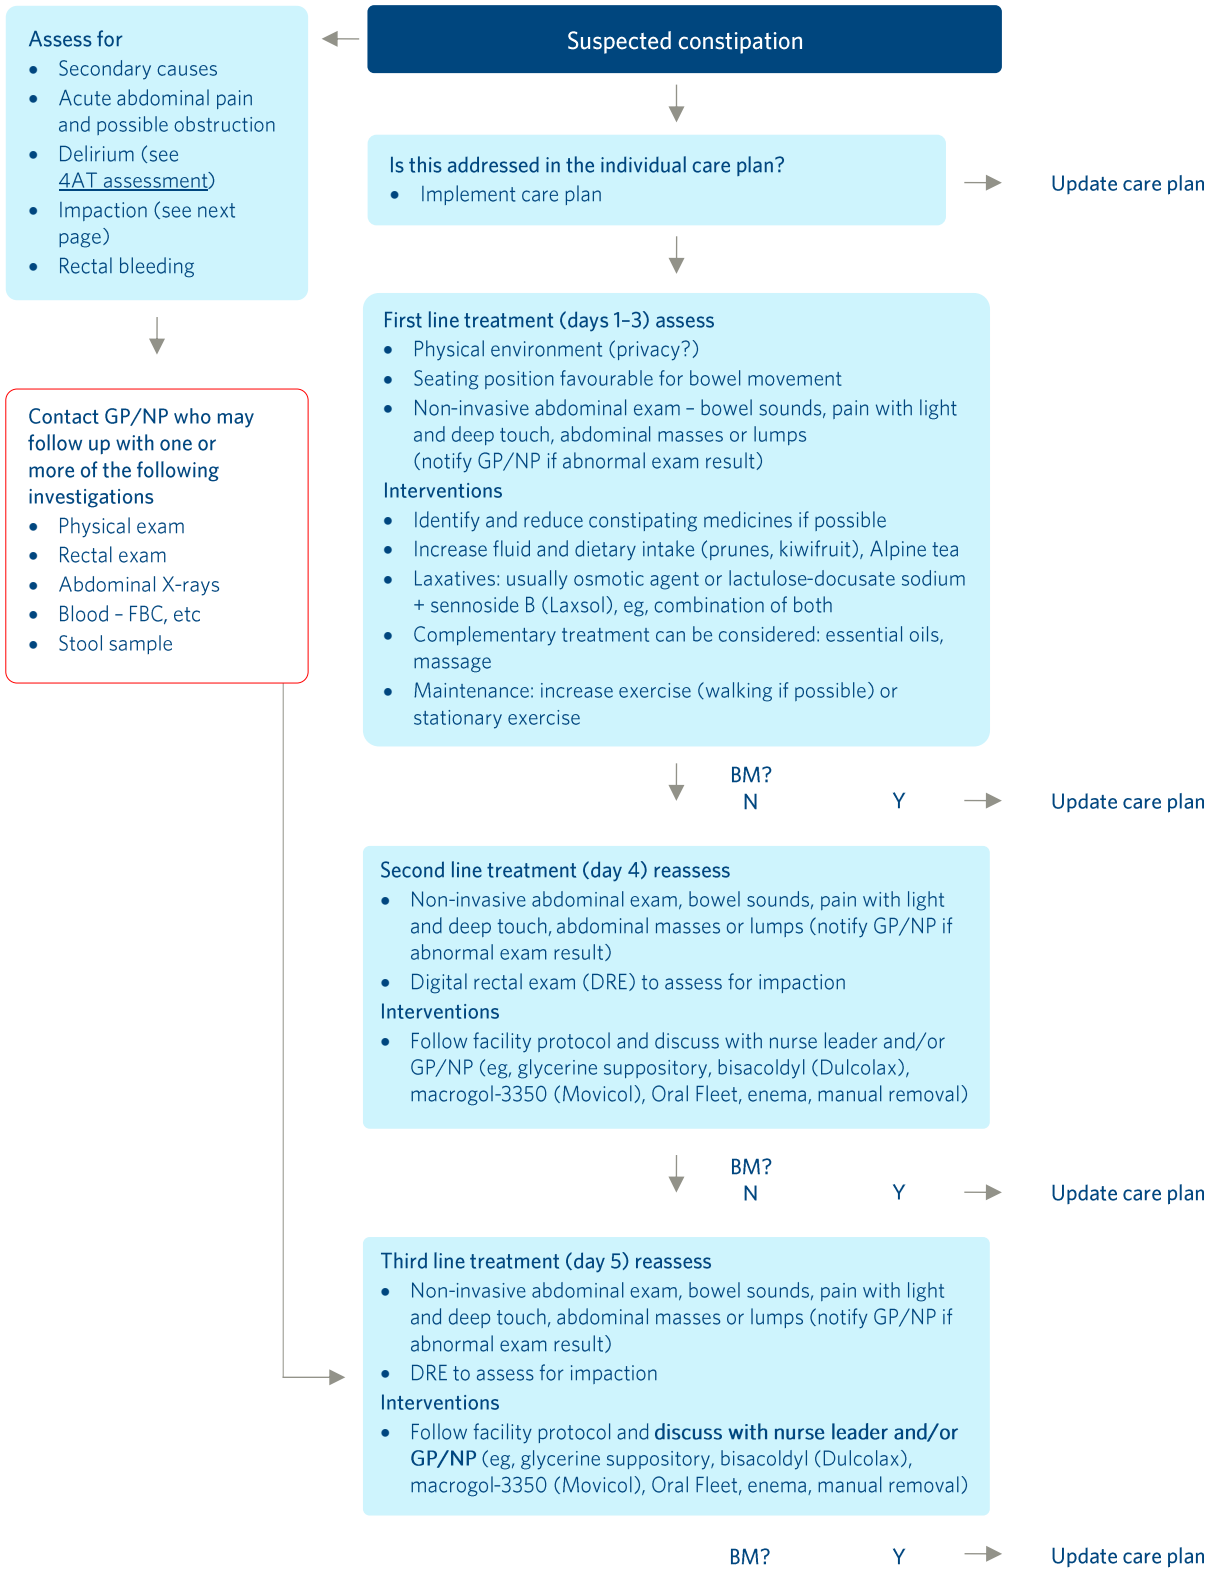 Suspected constipation
Assess for
• Secondary causes
• Acute abdominal pain
and possible obstruction
• Delirium (see
4AT assessment)
• Impaction (see next
page)
• Rectal bleeding
Contact GP/NP who may
follow up with one or
more of the following
investigations
• Physical exam
• Rectal exam
• Abdominal X-rays
• Blood – FBC, etc
• Stool sample
Is this addressed in the individual care plan?
• Implement care plan
Update care plan
First line treatment (days 1–3) assess
• Physical environment (privacy?)
• Seating position favourable for bowel movement
• Non-invasive abdominal exam – bowel sounds, pain with light
and deep touch, abdominal masses or lumps
(notify GP/NP if abnormal exam result)
Interventions
• Identify and reduce constipating medicines if possible
• Increase fluid and dietary intake (prunes, kiwifruit), Alpine tea
• Laxatives: usually osmotic agent or lactulose-docusate sodium
+ sennoside B (Laxsol), eg, combination of both
• Complementary treatment can be considered: essential oils,
massage
• Maintenance: increase exercise (walking if possible) or
stationary exercise
BM?
N Y Update care plan
Second line treatment (day 4) reassess
• Non-invasive abdominal exam, bowel sounds, pain with light
and deep touch, abdominal masses or lumps (notify GP/NP if
abnormal exam result)
• Digital rectal exam (DRE) to assess for impaction
Interventions
• Follow facility protocol and discuss with nurse leader and/or
GP/NP (eg, glycerine suppository, bisacoldyl (Dulcolax),
macrogol-3350 (Movicol), Oral Fleet, enema, manual removal)
BM?
N Y Update care plan
Third line treatment (day 5) reassess
• Non-invasive abdominal exam, bowel sounds, pain with light
and deep touch, abdominal masses or lumps (notify GP/NP if
abnormal exam result)
• DRE to assess for impaction
Interventions
• Follow facility protocol and discuss with nurse leader and/or
GP/NP (eg, glycerine suppository, bisacoldyl (Dulcolax),
macrogol-3350 (Movicol), Oral Fleet, enema, manual removal)
BM? Y Update care plan